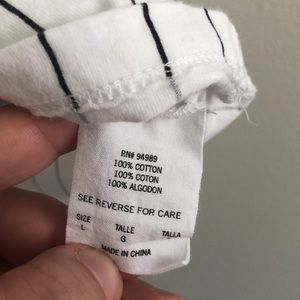 RN# 94989
100% COTTON
100% COTON
100% ALGODON
SEE REVERSE FOR CARE
SIZE TALLE TALLA
L G
MADE IN CHINA